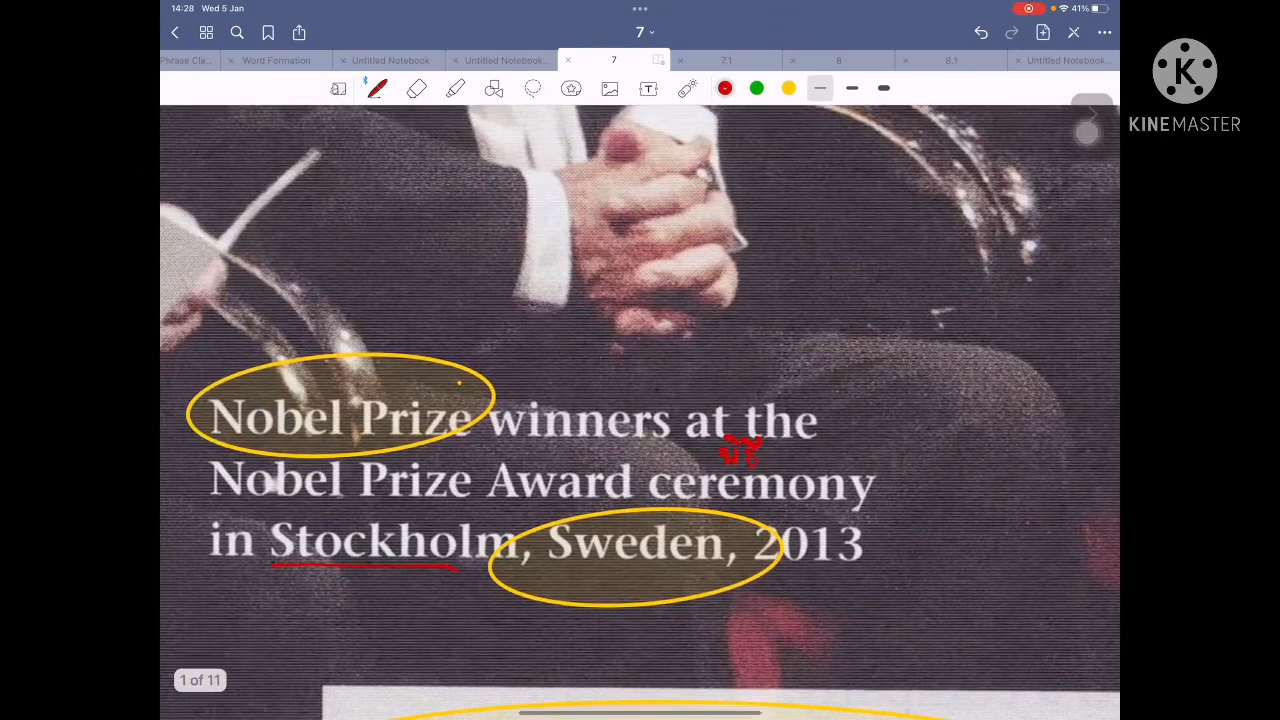 14:28 Wed 5 Jan
41%
7
Phrase Cla...
Word Formation
Untitled Notebook
Untitled Notebook...
7
7.1
8
8.1
Untitled Notebook...
K
KINEMASTER
Nobel Prize winners at the
Nobel Prize Award ceremony
in Stockholm, Sweden, 2013
1 of 11